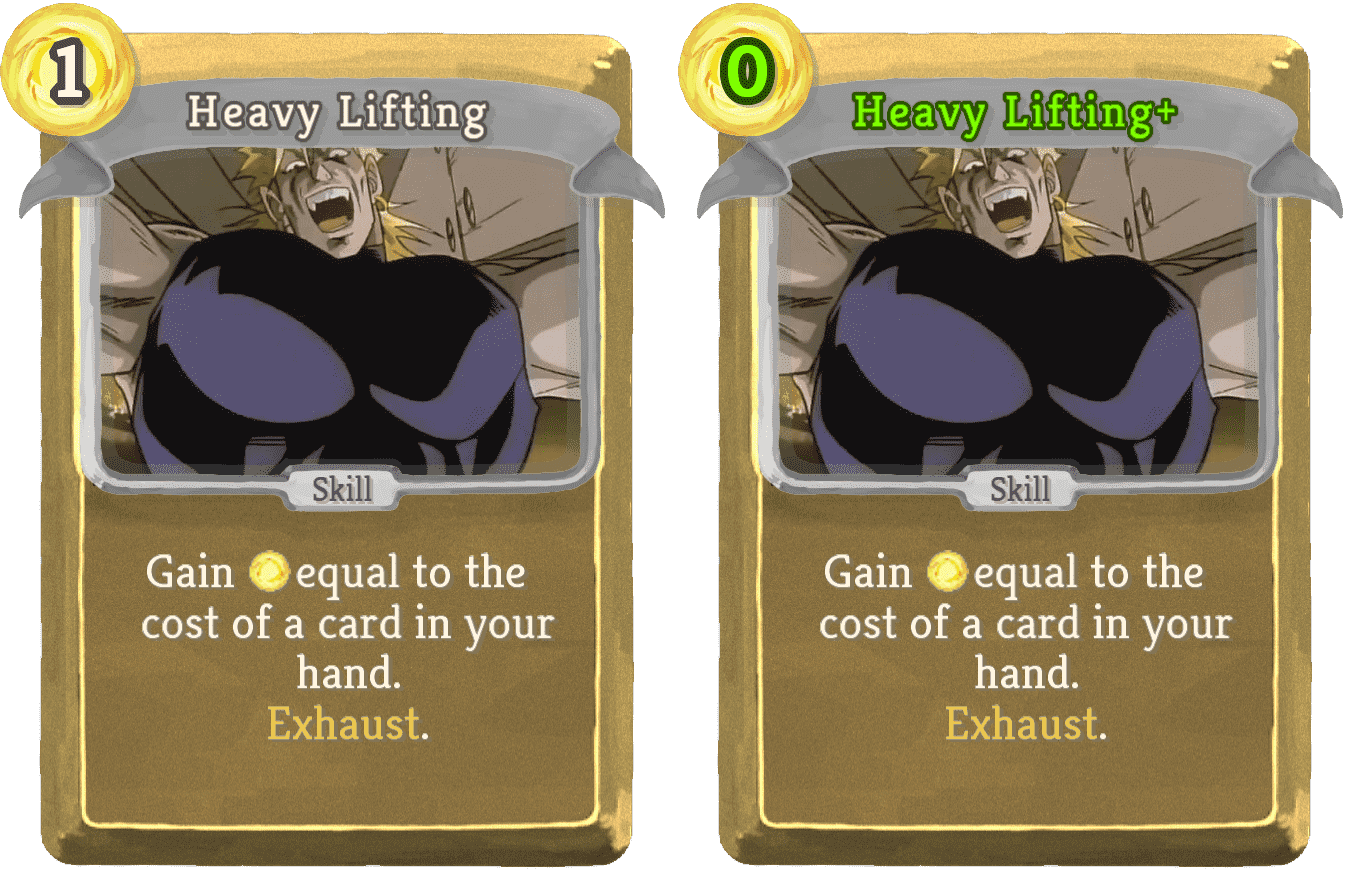 1
Heavy Lifting
Skill
Gain equal to the
cost of a card in your
hand.
Exhaust.
0
Heavy Lifting+
Skill
Gain equal to the
cost of a card in your
hand.
Exhaust.